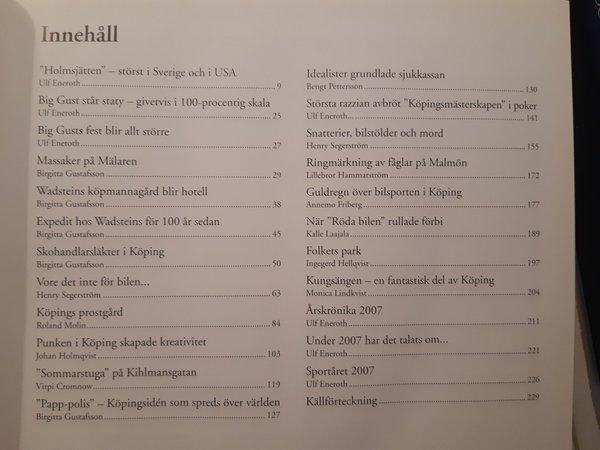 Innehåll
"Holmsjätten" – störst i Sverige och i USA
Ulf Eneroth 9
Big Gust står staty – givetvis i 100-procentig skala
Ulf Eneroth 25
Big Gusts fest blir allt större
Ulf Eneroth 27
Massaker på Mälaren
Birgitta Gustafsson 29
Wadsteins köpmannagård blir hotell
Birgitta Gustafsson 38
Expedit hos Wadsteins för 100 år sedan
Birgitta Gustafsson 45
Skohandlarsläkter i Köping
Birgitta Gustafsson 50
Vore det inte för bilen...
Henry Segerström 63
Köpings prostgård
Roland Molin 84
Punken i Köping skapade kreativitet
Johan Holmqvist 103
"Sommarstuga" på Kihlmansgatan
Virpi Cromnow 119
"Papp-polis" – Köpingsidén som spreds över världen
Birgitta Gustafsson 127
Idealister grundlade sjukkassan
Bengt Pettersson 130
Största razzian avbröt "Köpingsmästerskapen" i poker
Ulf Eneroth 141
Snatterier, bilstölder och mord
Henry Segerström 155
Ringmärkning av fåglar på Malmön
Lillebror Hammarström 172
Guldregn över bilsporten i Köping
Annemo Friberg 177
När "Röda bilen" rullade förbi
Kalle Laajala 189
Folkets park
Ingegerd Hellqvist 197
Kungsängen – en fantastisk del av Köping
Monica Lindkvist 204
Årskrönika 2007
Ulf Eneroth 211
Under 2007 har det talats om...
Ulf Eneroth 221
Sportåret 2007
Ulf Eneroth 226
Källförteckning 229